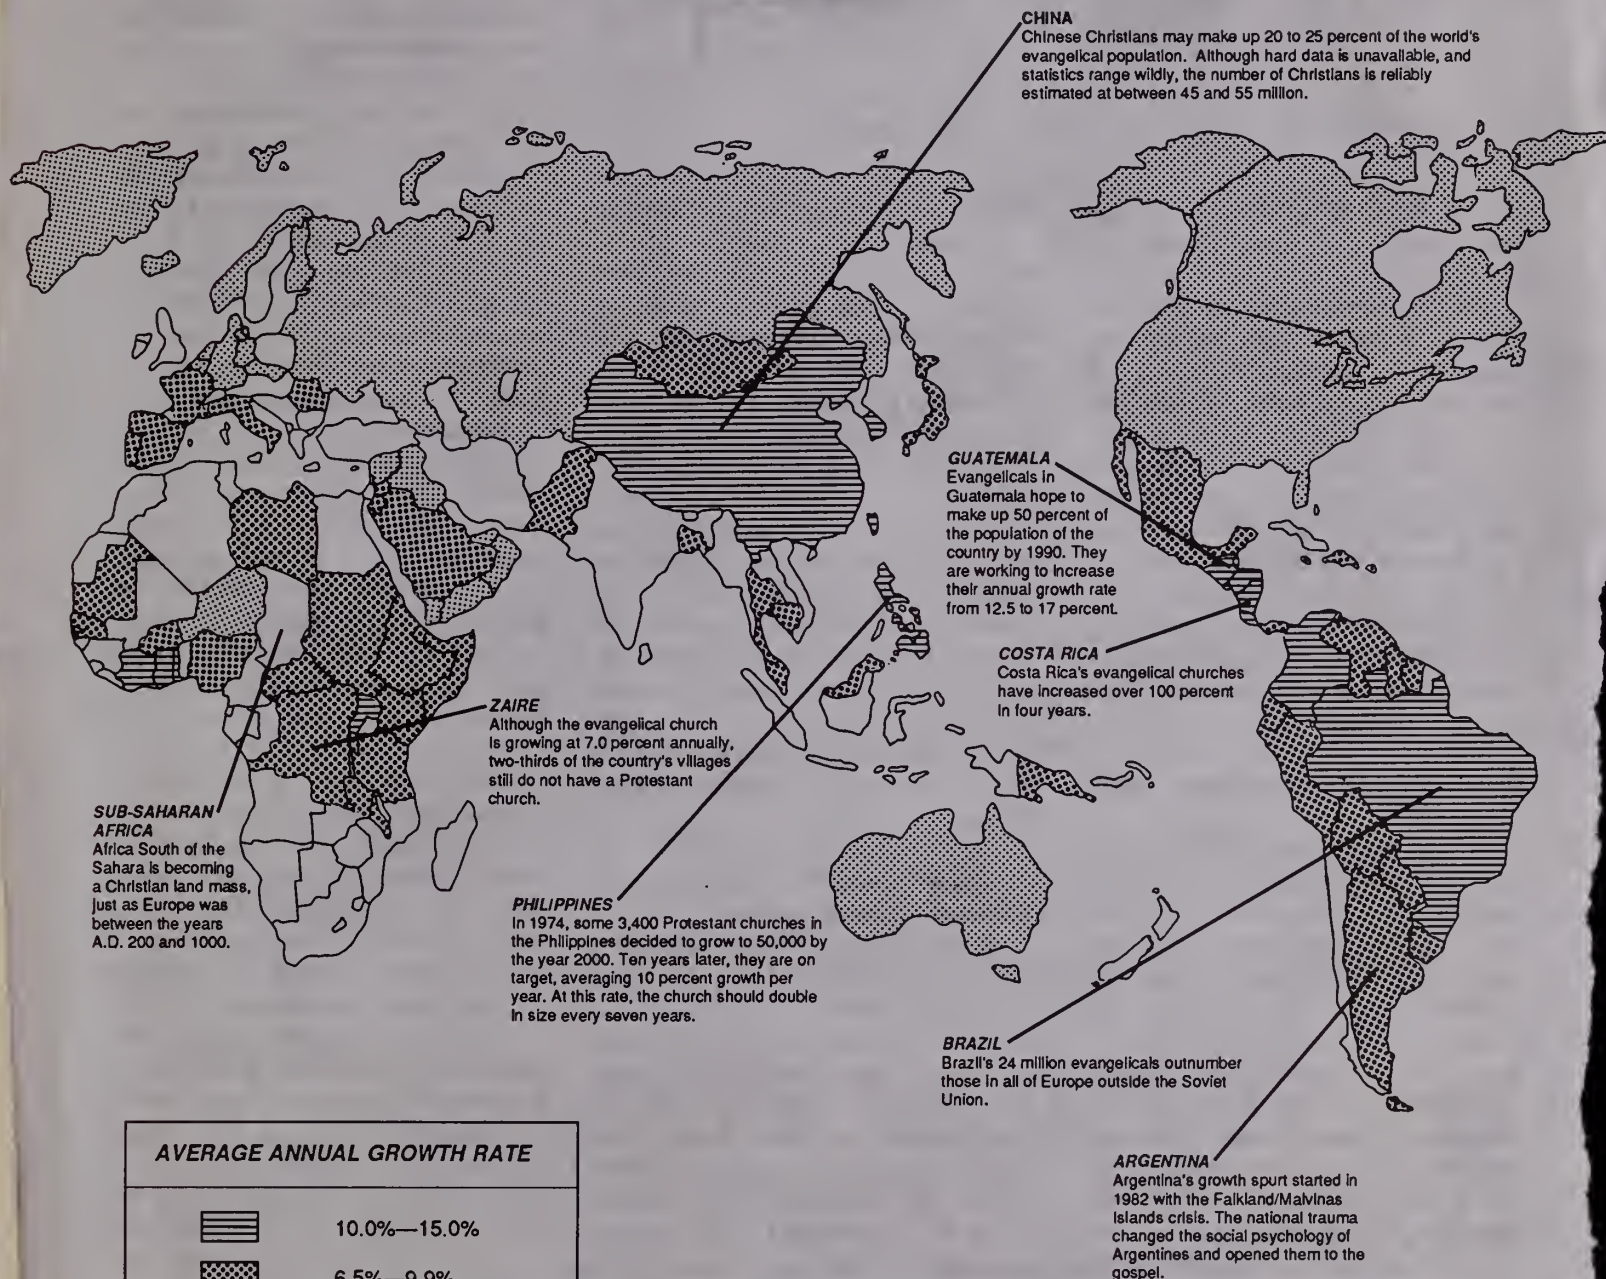 CHINA
Chinese Christians may make up 20 to 25 percent of the world's
evangelical population. Although hard data is unavailable, and
statistics range wildly, the number of Christians is reliably
estimated at between 45 and 55 million.
GUATEMALA
Evangelicals in
Guatemala hope to
make up 50 percent of
the population of the
country by 1990. They
are working to increase
their annual growth rate
from 12.5 to 17 percent.
COSTA RICA
Costa Rica's evangelical churches
have increased over 100 percent
in four years.
ZAIRE
Although the evangelical church
is growing at 7.0 percent annually,
two-thirds of the country's villages
still do not have a Protestant
church.
SUB-SAHARAN
AFRICA
Africa South of the
Sahara is becoming
a Christian land mass,
just as Europe was
between the years
A.D. 200 and 1000.
PHILIPPINES
In 1974, some 3,400 Protestant churches in
the Philippines decided to grow to 50,000 by
the year 2000. Ten years later, they are on
target, averaging 10 percent growth per
year. At this rate, the church should double
in size every seven years.
BRAZIL
Brazil's 24 million evangelicals outnumber
those in all of Europe outside the Soviet
Union.
ARGENTINA
Argentina's growth spurt started in
1982 with the Falkland/Malvinas
Islands crisis. The national trauma
changed the social psychology of
Argentines and opened them to the
gospel.
AVERAGE ANNUAL GROWTH RATE
10.0%—15.0%
6.5%—9.9%